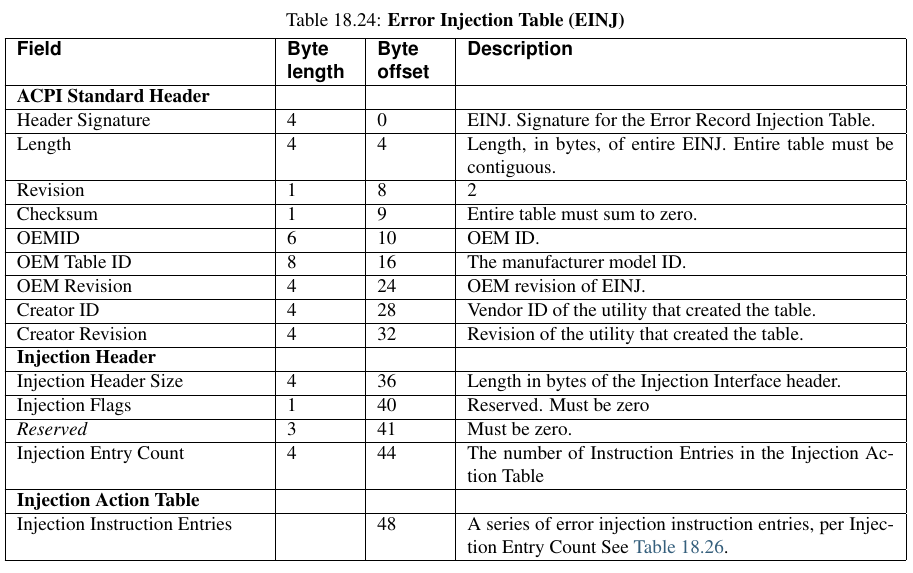 Table 18.24: Error Injection Table (EINJ)
Field Byte length Byte offset Description
ACPI Standard Header
Header Signature 4 0 EINJ. Signature for the Error Record Injection Table.
Length 4 4 Length, in bytes, of entire EINJ. Entire table must be
contiguous.
Revision 1 8 2
Checksum 1 9 Entire table must sum to zero.
OEMID 6 10 OEM ID.
OEM Table ID 8 16 The manufacturer model ID.
OEM Revision 4 24 OEM revision of EINJ.
Creator ID 4 28 Vendor ID of the utility that created the table.
Creator Revision 4 32 Revision of the utility that created the table.
Injection Header
Injection Header Size 4 36 Length in bytes of the Injection Interface header.
Injection Flags 1 40 Reserved. Must be zero
Reserved 3 41 Must be zero.
Injection Entry Count 4 44 The number of Instruction Entries in the Injection Ac-
tion Table
Injection Action Table
Injection Instruction Entries 48 A series of error injection instruction entries, per Injec-
tion Entry Count See Table 18.26.